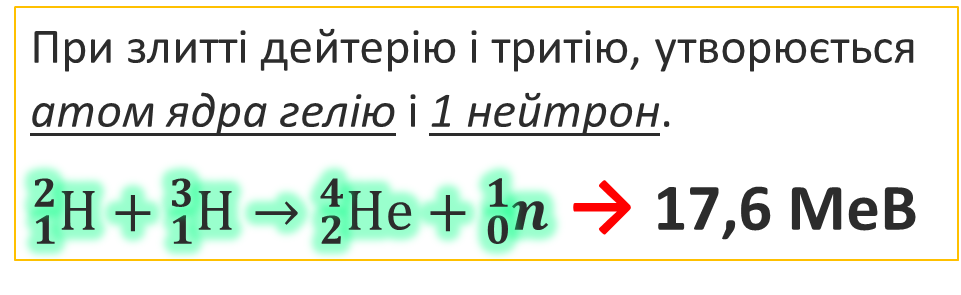 При злитті дейтерію і тритію, утворюється
атом ядра гелію і 1 нейтрон.
²₁H + ³₁H → ⁴₂He + ¹₀n → 17,6 МеВ